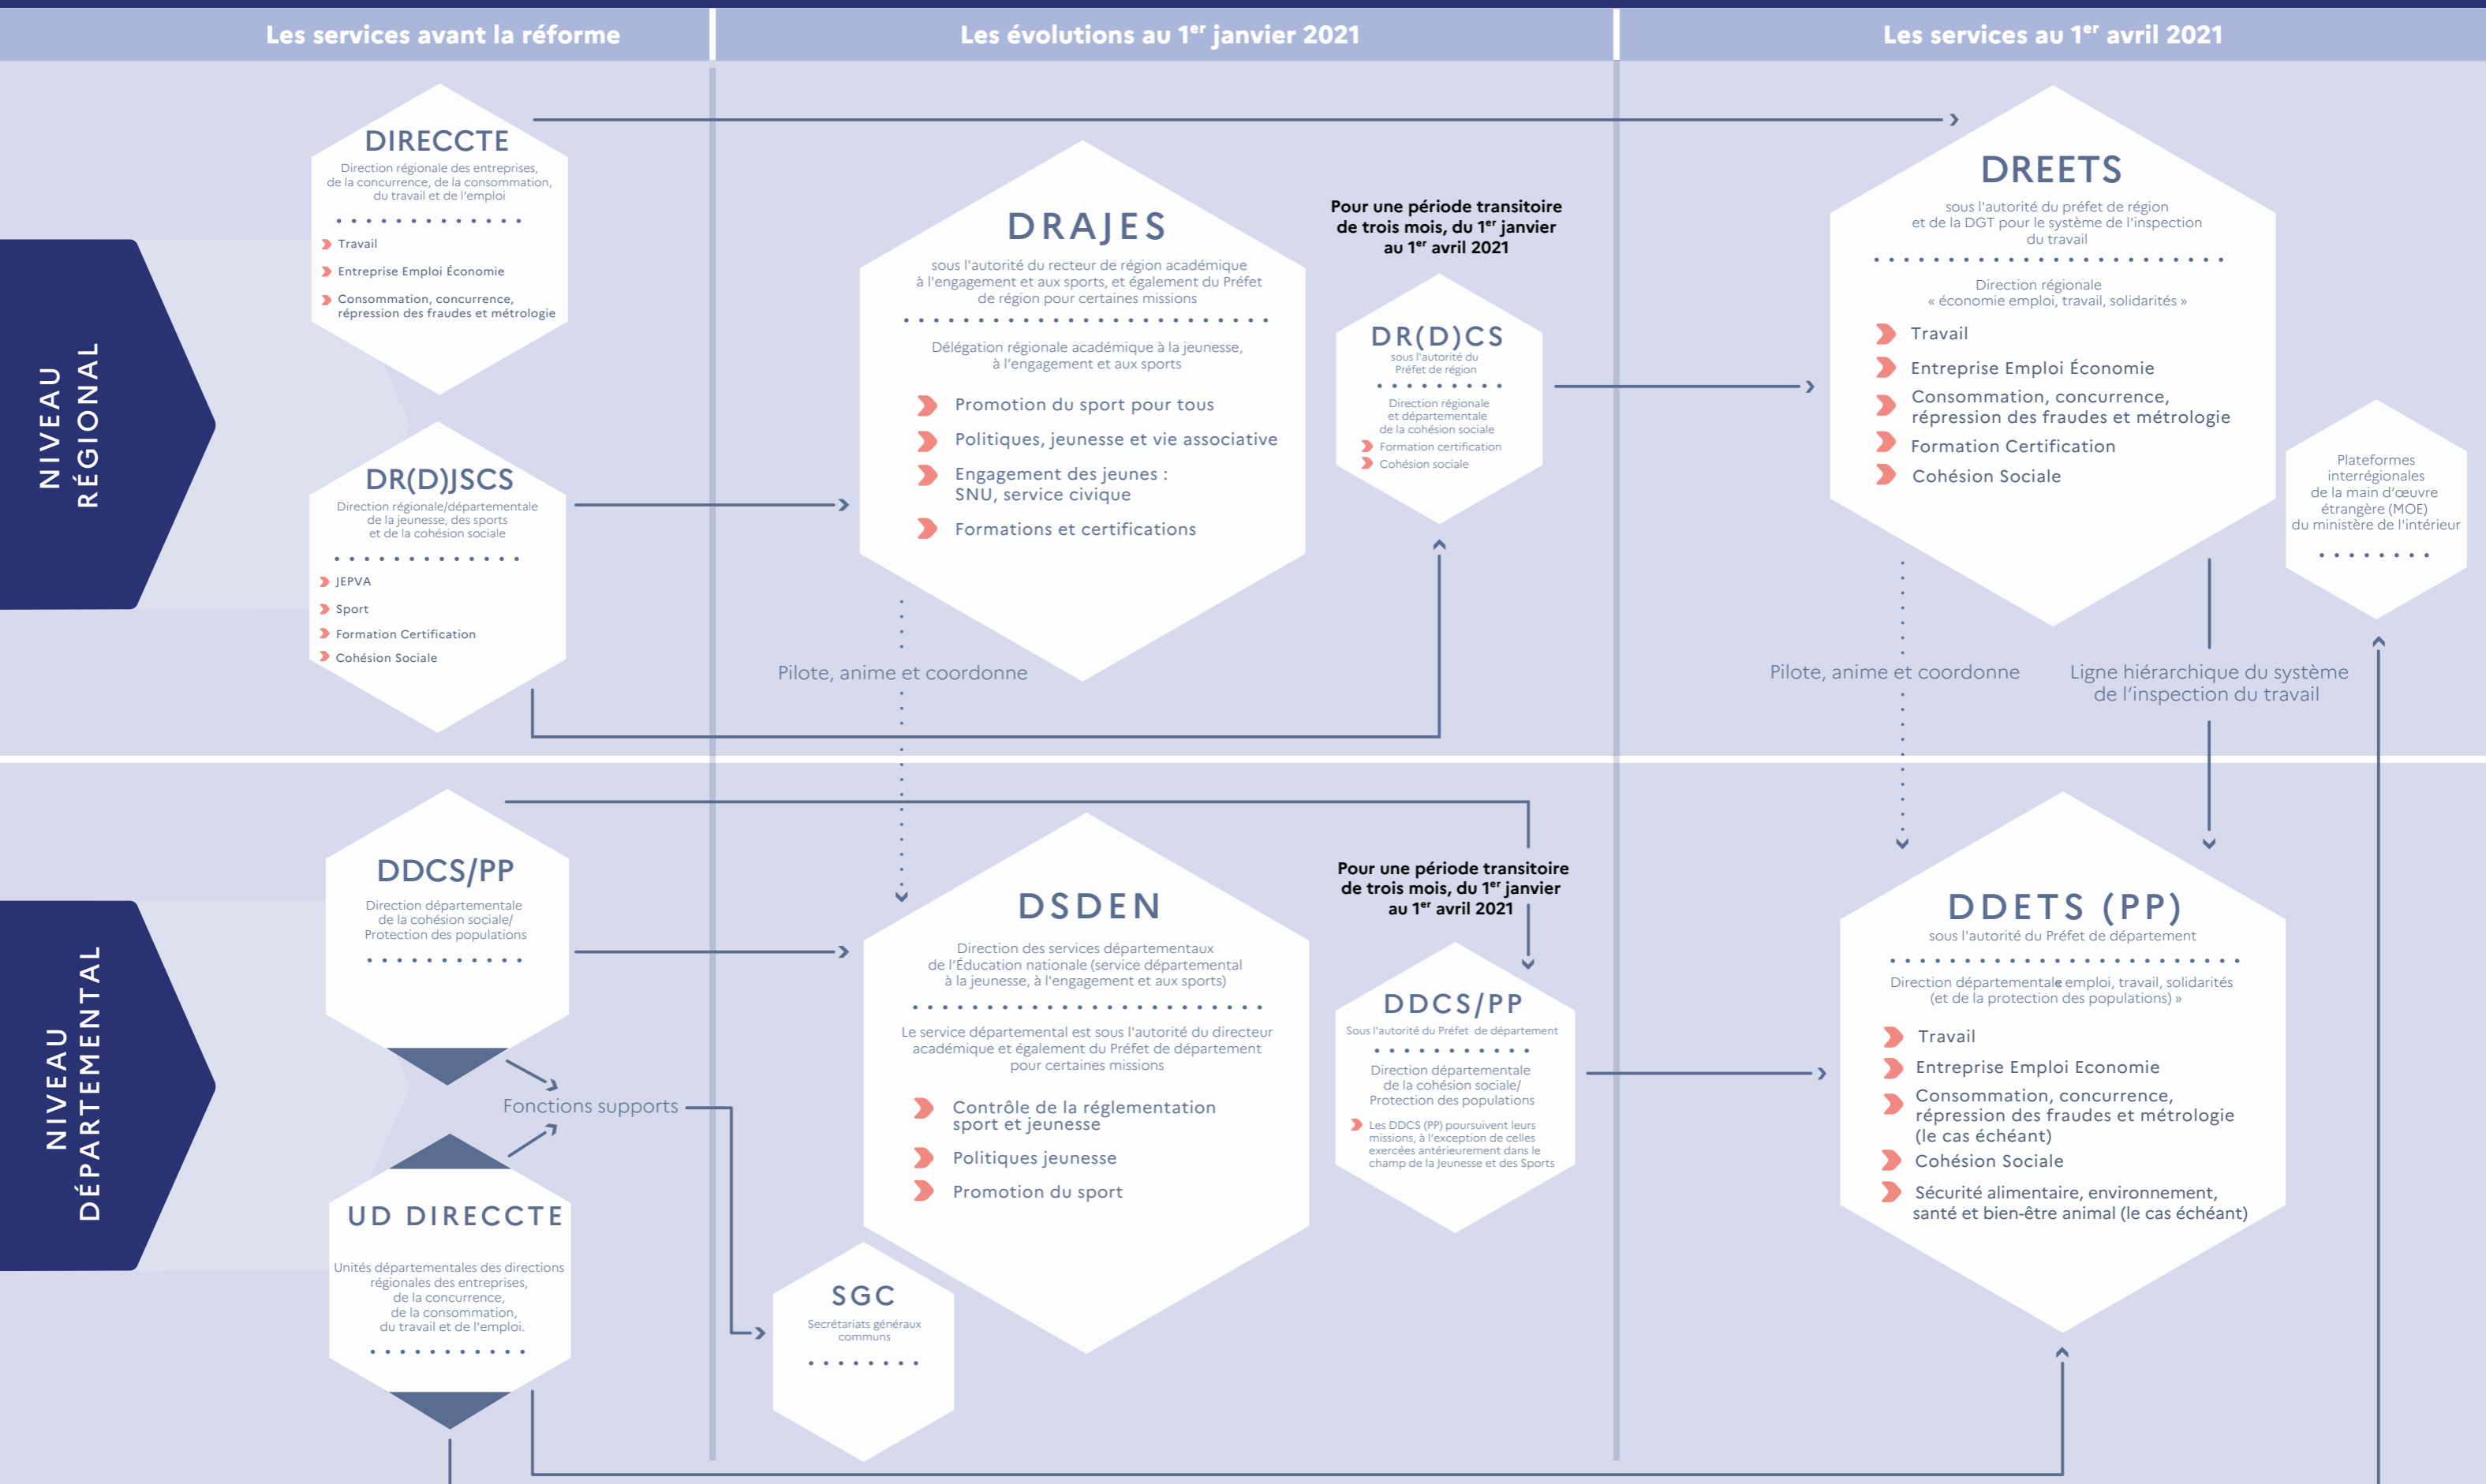 Les services avant la réforme
Les évolutions au 1er janvier 2021
Les services au 1er avril 2021
NIVEAU
RÉGIONAL
DIRECCTE
Direction régionale des entreprises,
de la concurrence, de la consommation,
du travail et de l'emploi
Travail
Entreprise Emploi Économie
Consommation, concurrence,
répression des fraudes et métrologie
DR(D)JSCS
Direction régionale/départementale
de la jeunesse, des sports
et de la cohésion sociale
JEPVA
Sport
Formation Certification
Cohésion Sociale
DRAJES
sous l'autorité du recteur de région académique
à l'engagement et aux sports, et également du Préfet
de région pour certaines missions
Délégation régionale académique à la jeunesse,
à l'engagement et aux sports
Promotion du sport pour tous
Politiques, jeunesse et vie associative
Engagement des jeunes :
SNU, service civique
Formations et certifications
Pilote, anime et coordonne
Pour une période transitoire
de trois mois, du 1er janvier
au 1er avril 2021
DR(D)CS
sous l'autorité du
Préfet de région
Direction régionale
et départementale
de la cohésion sociale
Formation certification
Cohésion sociale
DREETS
sous l'autorité du préfet de région
et de la DGT pour le système de l'inspection
du travail
Direction régionale
« économie emploi, travail, solidarités »
Travail
Entreprise Emploi Économie
Consommation, concurrence,
répression des fraudes et métrologie
Formation Certification
Cohésion Sociale
Plateformes
interrégionales
de la main d'œuvre
étrangère (MOE)
du ministère de l'intérieur
Pilote, anime et coordonne
Ligne hiérarchique du système
de l'inspection du travail
NIVEAU
DÉPARTEMENTAL
DDCS/PP
Direction départementale
de la cohésion sociale/
Protection des populations
Fonctions supports
UD DIRECCTE
Unités départementales des directions
régionales des entreprises,
de la concurrence,
de la consommation,
du travail et de l'emploi.
DSDEN
Direction des services départementaux
de l'Éducation nationale (service départemental
à la jeunesse, à l'engagement et aux sports)
Le service départemental est sous l'autorité du directeur
académique et également du Préfet de département
pour certaines missions
Contrôle de la réglementation
sport et jeunesse
Politiques jeunesse
Promotion du sport
SGC
Secrétariats généraux
communs
Pour une période transitoire
de trois mois, du 1er janvier
au 1er avril 2021
DDCS/PP
Sous l'autorité du Préfet de département
Direction départementale
de la cohésion sociale/
Protection des populations
Les DDCS (PP) poursuivent leurs
missions, à l'exception de celles
exercées antérieurement dans le
champ de la Jeunesse et des Sports
DDETS (PP)
sous l'autorité du Préfet de département
Direction départementale emploi, travail, solidarités
(et de la protection des populations) »
Travail
Entreprise Emploi Economie
Consommation, concurrence,
répression des fraudes et métrologie
(le cas échéant)
Cohésion Sociale
Sécurité alimentaire, environnement,
santé et bien-être animal (le cas échéant)